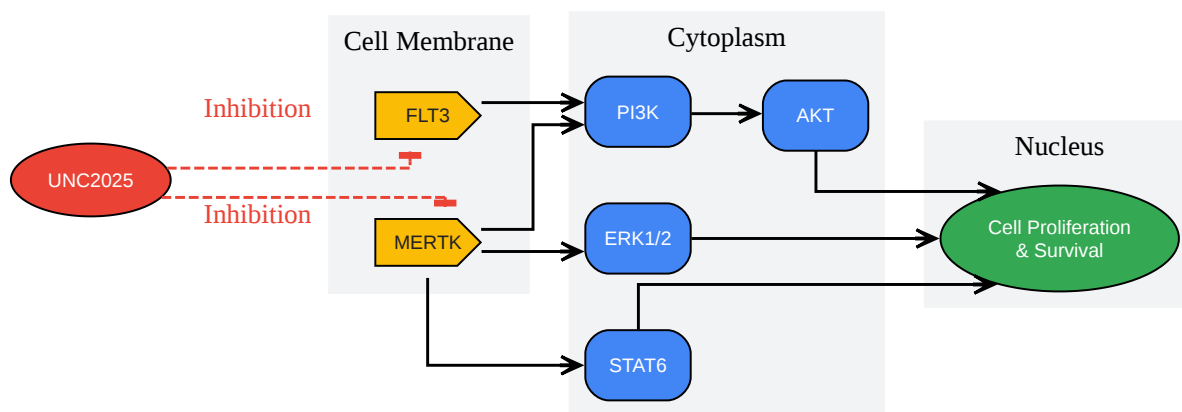 Cell Membrane
Cytoplasm
Inhibition
FLT3
PI3K
AKT
Nucleus
UNC2025
Inhibition
MERTK
ERK1/2
Cell Proliferation
& Survival
STAT6